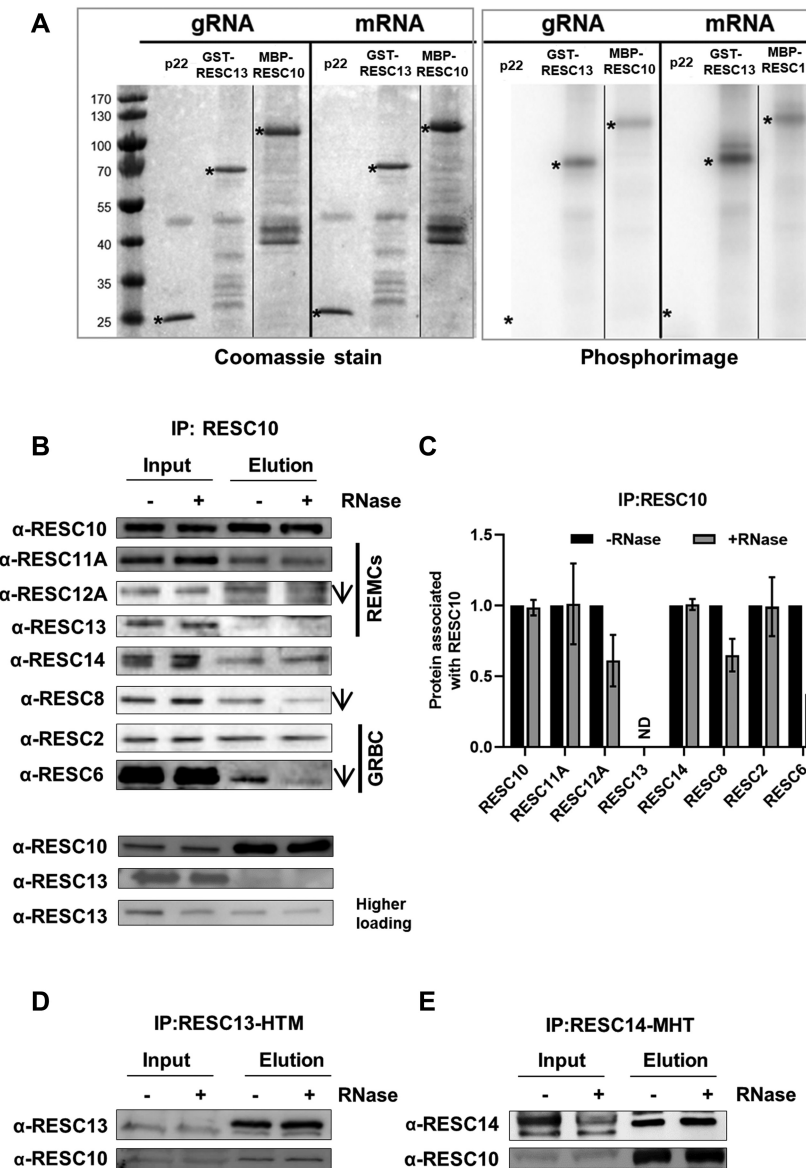 A
gRNA mRNA gRNA mRNA
p22 GST-RESC13 MBP-RESC10 p22 GST-RESC13 MBP-RESC10 p22 GST-RESC13 MBP-RESC10 p22 GST-RESC13 MBP-RESC1
170
130
100
70
55
40
35
25
* * * * * * * * * * * *
Coomassie stain Phosphorimage
B
IP: RESC10
Input Elution
- + - + RNase
α-RESC10
α-RESC11A
α-RESC12A
α-RESC13
REMCs
α-RESC14
α-RESC8
α-RESC2
α-RESC6
GRBC
α-RESC10
α-RESC13
α-RESC13
Higher
loading
C
IP:RESC10
-RNase +RNase
Protein associated
with RESC10
1.5
1.0
0.5
0.0
ND
RESC10 RESC11A RESC12A RESC13 RESC14 RESC8 RESC2 RESC6
D
IP:RESC13-HTM
Input Elution
- + - + RNase
α-RESC13
α-RESC10
E
IP:RESC14-MHT
Input Elution
- + - + RNase
α-RESC14
α-RESC10